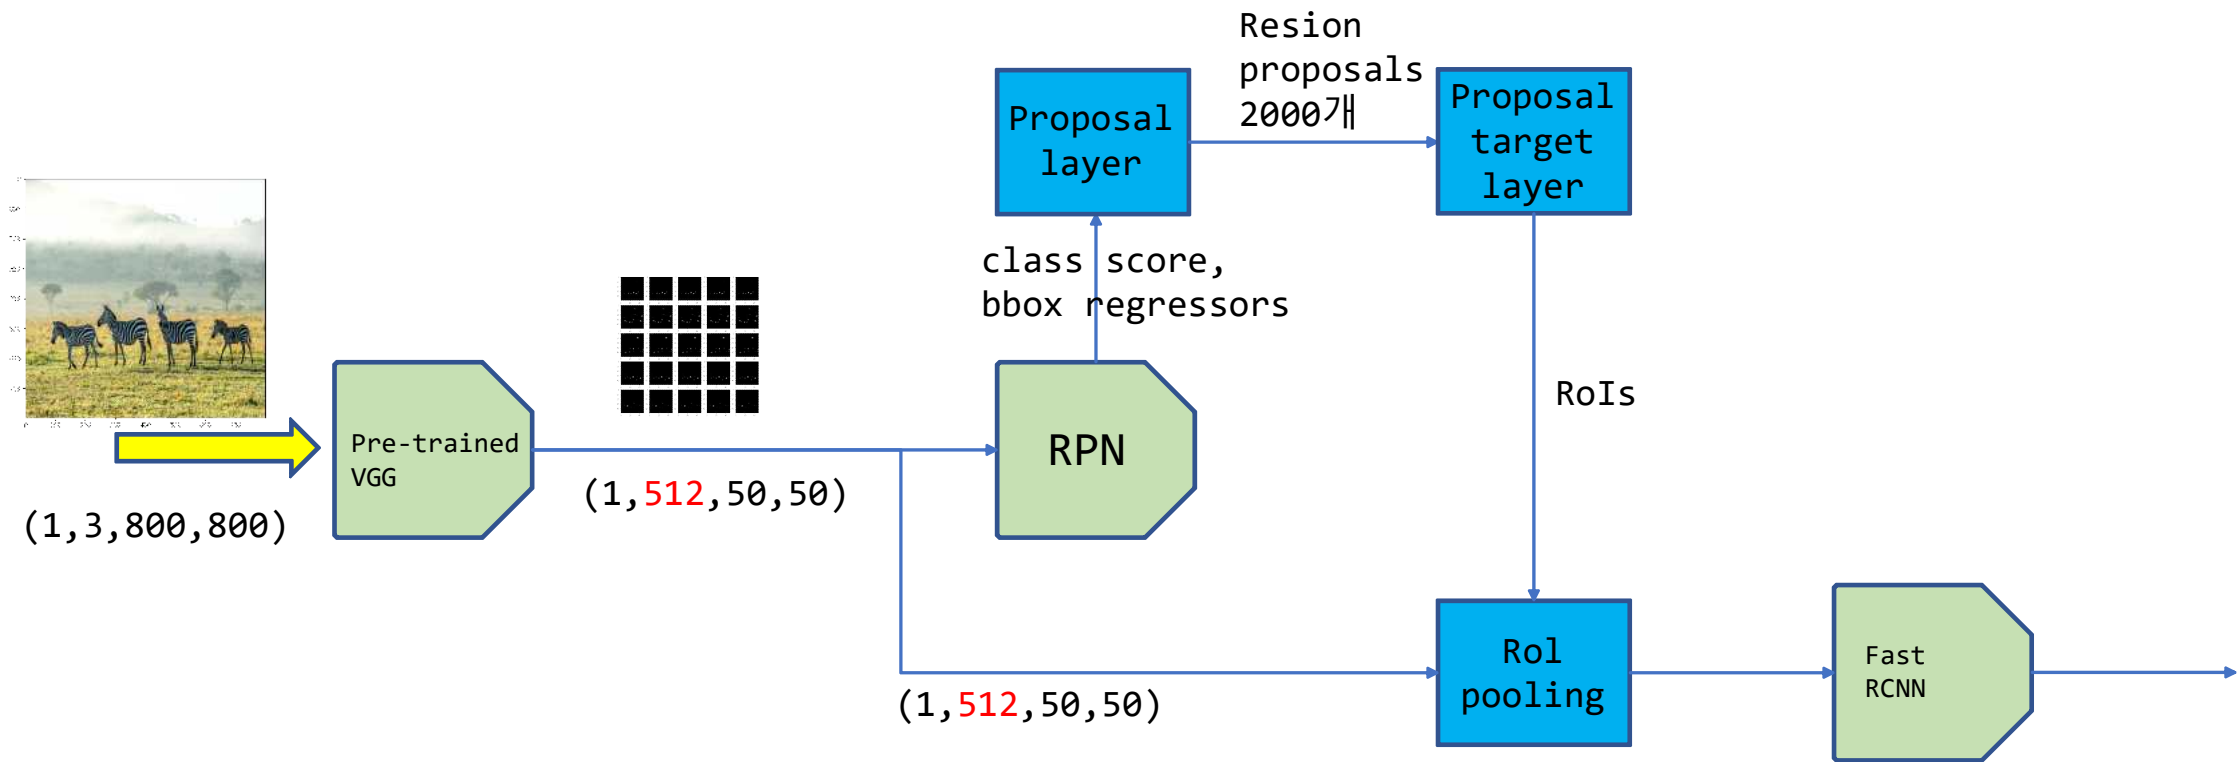 (1,3,800,800)
Pre-trained
VGG
(1,512,50,50)
RPN
class score,
bbox regressors
Proposal
layer
Resion
proposals
2000개
Proposal
target
layer
RoIs
(1,512,50,50)
Rol
pooling
Fast
RCNN